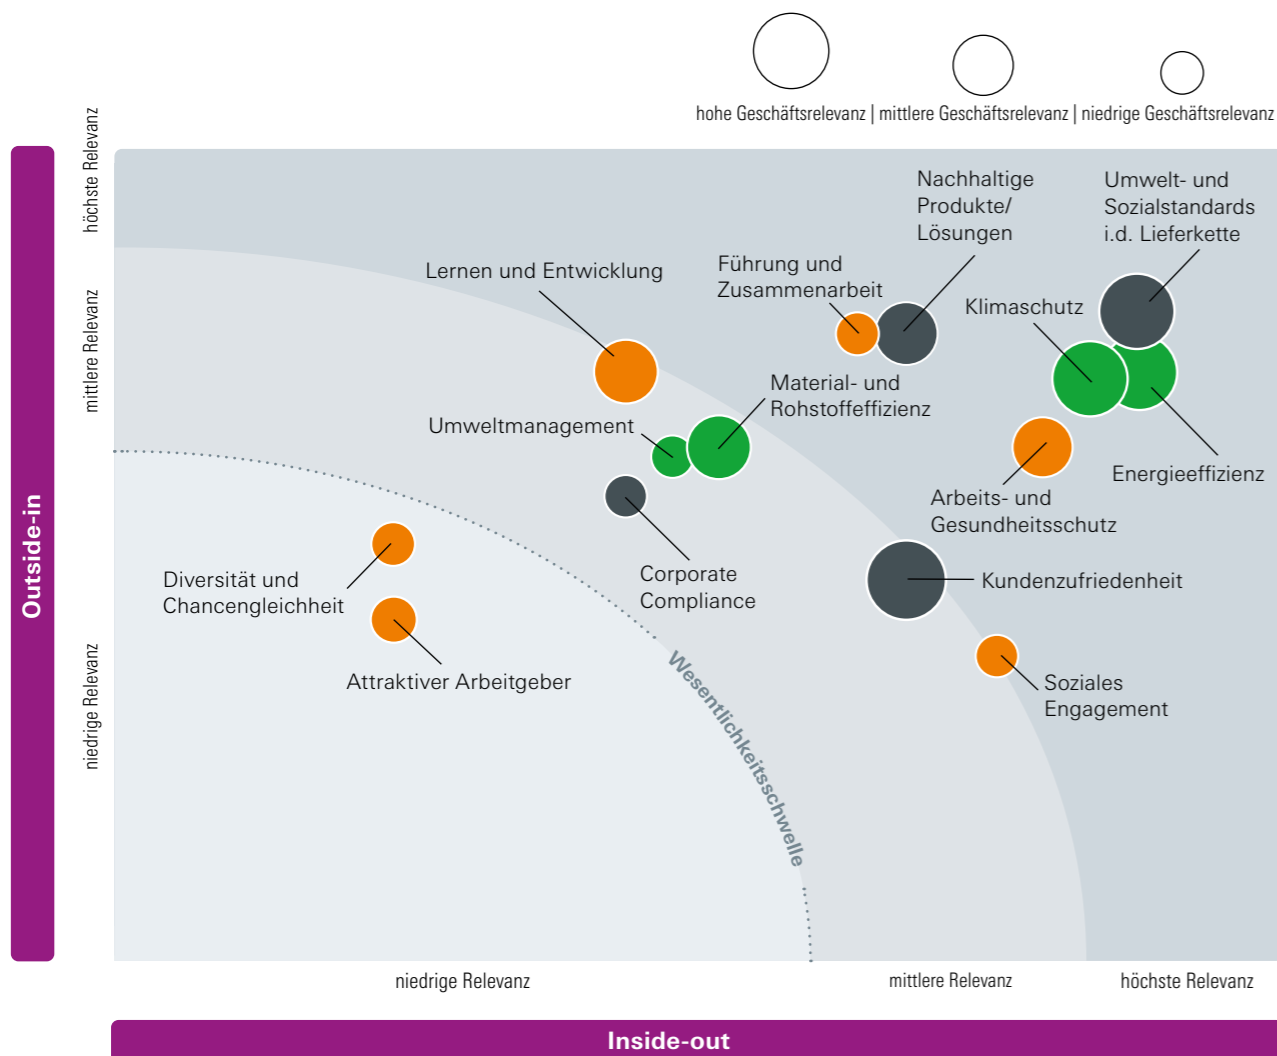 hohe Geschäftsrelevanz | mittlere Geschäftsrelevanz | niedrige Geschäftsrelevanz
Outside-in
höchste Relevanz
mittlere Relevanz
niedrige Relevanz
Nachhaltige
Produkte/
Lösungen
Umwelt- und
Sozialstandards
i.d. Lieferkette
Führung und
Zusammenarbeit
Lernen und Entwicklung
Klimaschutz
Material- und
Rohstoffeffizienz
Umweltmanagement
Energieeffizienz
Arbeits- und
Gesundheitsschutz
Corporate
Compliance
Kundenzufriedenheit
Diversität und
Chancengleichheit
Attraktiver Arbeitgeber
Soziales
Engagement
Wesentlichkeitsschwelle
niedrige Relevanz
mittlere Relevanz
höchste Relevanz
Inside-out